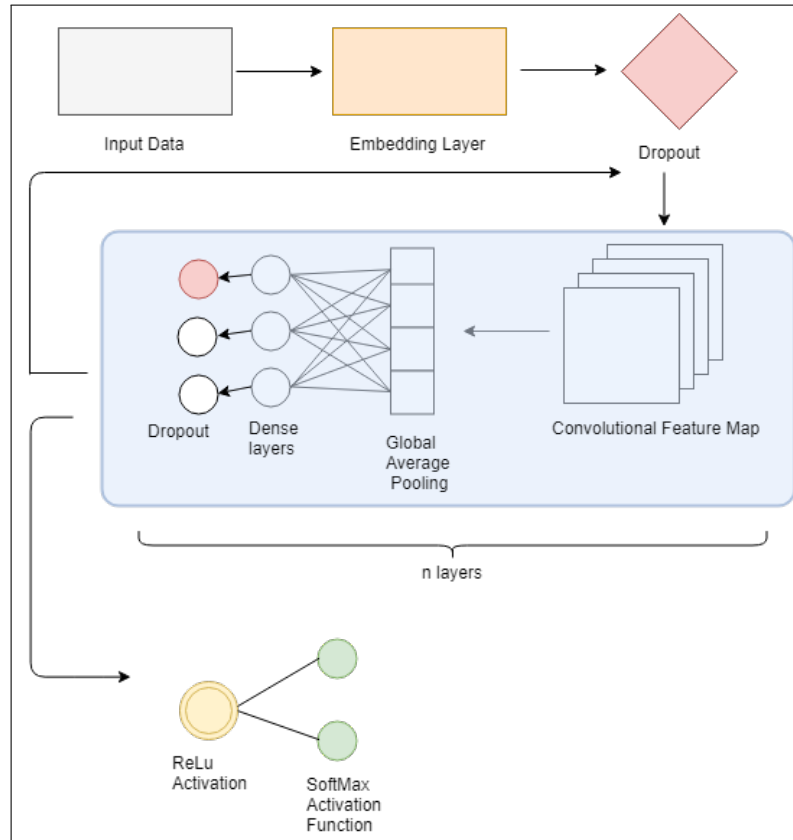 Input Data
Embedding Layer
Dropout
Dropout
Dense
layers
Global
Average
Pooling
Convolutional Feature Map
n layers
ReLu
Activation
SoftMax
Activation
Function